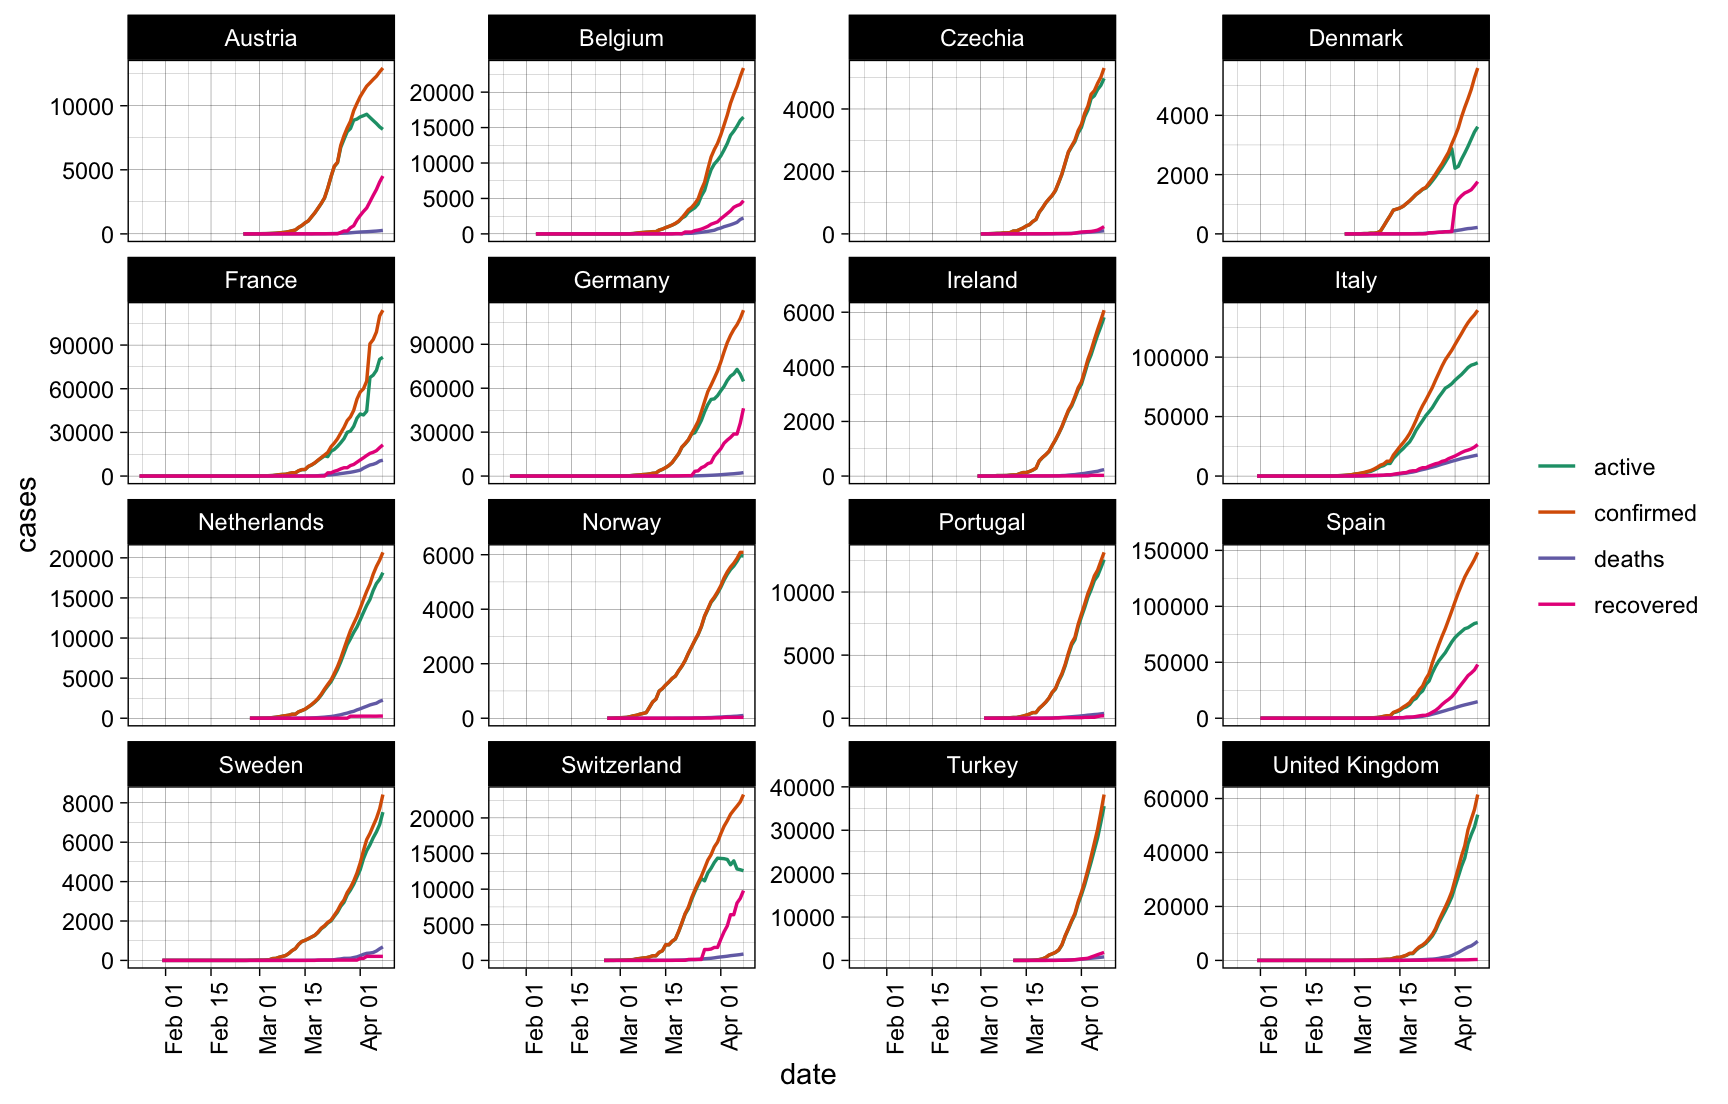 Austria
Belgium
Czechia
Denmark
10000
5000
0
20000
15000
10000
5000
0
4000
2000
0
4000
2000
0
France
Germany
Ireland
Italy
90000
60000
30000
0
90000
60000
30000
0
6000
4000
2000
0
100000
50000
0
Netherlands
Norway
Portugal
Spain
20000
15000
10000
5000
0
6000
4000
2000
0
10000
5000
0
150000
100000
50000
0
Sweden
Switzerland
Turkey
United Kingdom
8000
6000
4000
2000
0
20000
15000
10000
5000
0
40000
30000
20000
10000
0
60000
40000
20000
0
Feb 01
Feb 15
Mar 01
Mar 15
Apr 01
Feb 01
Feb 15
Mar 01
Mar 15
Apr 01
Feb 01
Feb 15
Mar 01
Mar 15
Apr 01
Feb 01
Feb 15
Mar 01
Mar 15
Apr 01
date
cases
active
confirmed
deaths
recovered